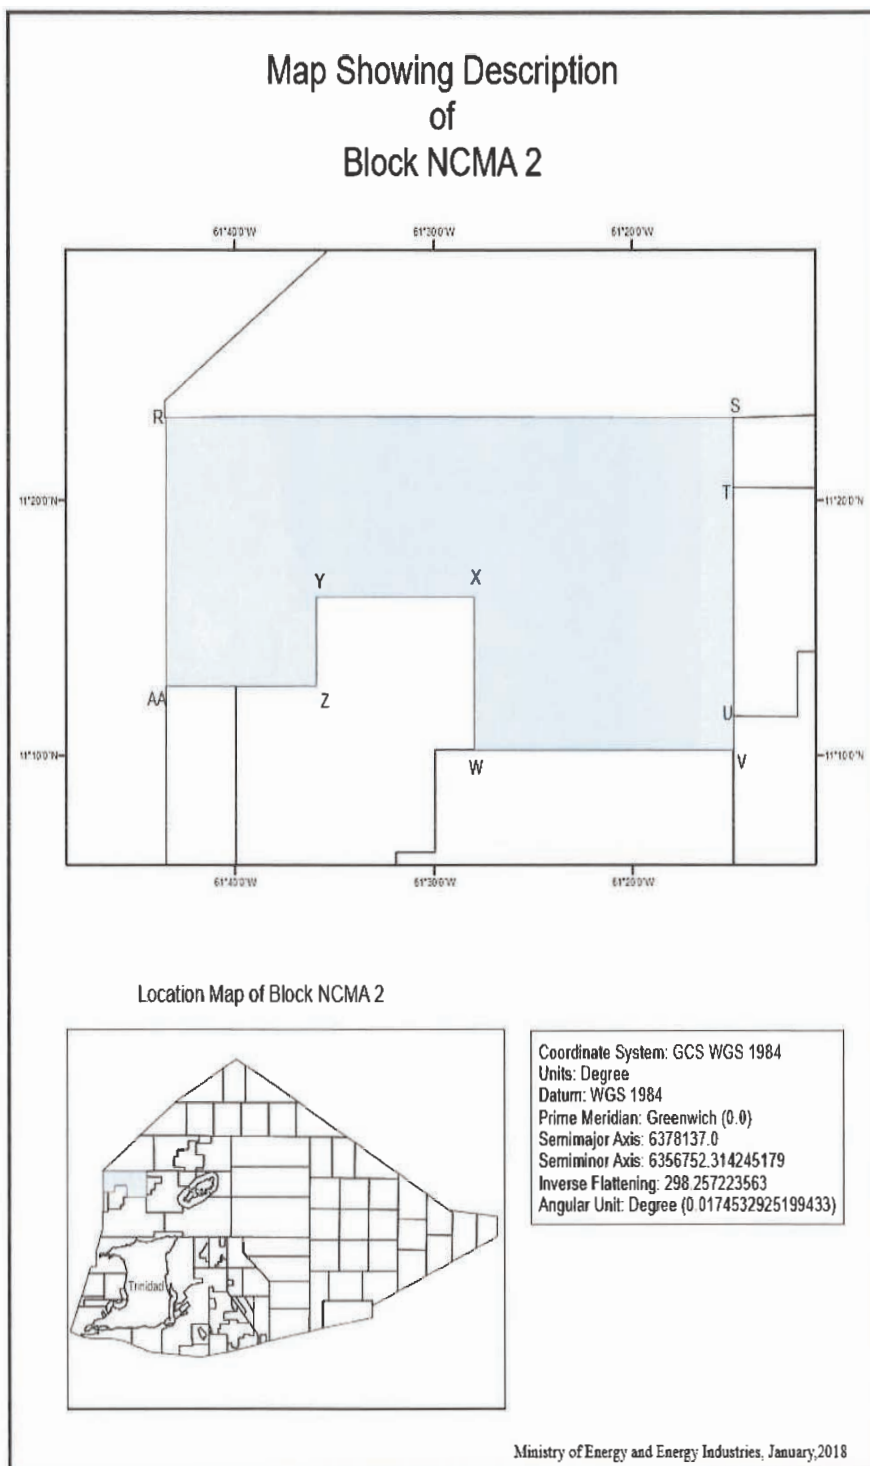 Map Showing Description
of
Block NCMA 2
61°40'0"W 61°30'0"W 61°20'0"W
R S
11°20'0"N T 11°20'0"N
Y X
AA Z U
11°10'0"N W V 11°10'0"N
61°40'0"W 61°30'0"W 61°20'0"W
Location Map of Block NCMA 2
Trinidad
Coordinate System: GCS WGS 1984
Units: Degree
Datum: WGS 1984
Prime Meridian: Greenwich (0.0)
Semimajor Axis: 6378137.0
Semiminor Axis: 6356752.314245179
Inverse Flattening: 298.257223563
Angular Unit: Degree (0.0174532925199433)
Ministry of Energy and Energy Industries, January,2018